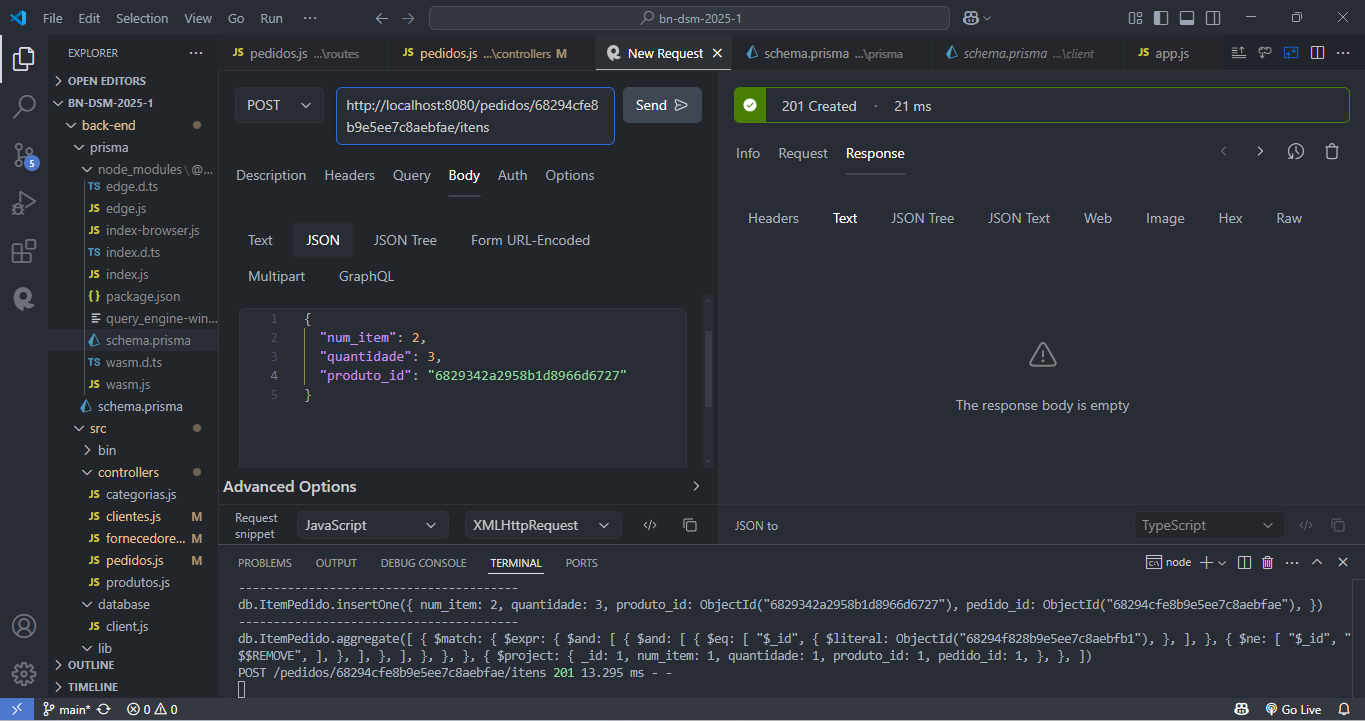 File Edit Selection View Go Run ··· bn-dsm-2025-1
EXPLORER ···
OPEN EDITORS
BN-DSM-2025-1
back-end
prisma
node_modules \ @...
TS edge.d.ts
JS edge.js
JS index-browser.js
TS index.d.ts
JS index.js
{} package.json
query_engine-win...
schema.prisma
TS wasm.d.ts
JS wasm.js
schema.prisma
src
bin
controllers
JS categorias.js
JS clientes.js M
JS fornecedore... M
JS pedidos.js M
JS produtos.js
database
JS client.js
lib
OUTLINE
TIMELINE
5
JS pedidos.js ...\routes
JS pedidos.js ...\controllers M
New Request
schema.prisma ...\prisma
schema.prisma ...\client
JS app.js
POST
http://localhost:8080/pedidos/68294cfe8
b9e5ee7c8aebfae/itens
Send
Description Headers Query Body Auth Options
Text JSON JSON Tree Form URL-Encoded
Multipart GraphQL
1 {
2 "num_item": 2,
3 "quantidade": 3,
4 "produto_id": "6829342a2958b1d8966d6727"
5 }
Advanced Options
Request
snippet
JavaScript
XMLHttpRequest
201 Created · 21 ms
Info Request Response
Headers Text JSON Tree JSON Text Web Image Hex Raw
The response body is empty
JSON to
TypeScript
PROBLEMS OUTPUT DEBUG CONSOLE TERMINAL PORTS
node
----------------------------------------
db.ItemPedido.insertOne({ num_item: 2, quantidade: 3, produto_id: ObjectId("6829342a2958b1d8966d6727"), pedido_id: ObjectId("68294cfe8b9e5ee7c8aebfae"), })
----------------------------------------
db.ItemPedido.aggregate([ { $match: { $expr: { $and: [ { $and: [ { $eq: [ "$_id", { $literal: ObjectId("68294f828b9e5ee7c8aebfb1"), }, ], }, { $ne: [ "$_id", "
$$REMOVE", ], }, ], }, ], }, }, }, { $project: { _id: 1, num_item: 1, quantidade: 1, produto_id: 1, pedido_id: 1, }, }, ])
POST /pedidos/68294cfe8b9e5ee7c8aebfae/itens 201 13.295 ms - -
main* 0 0 Go Live